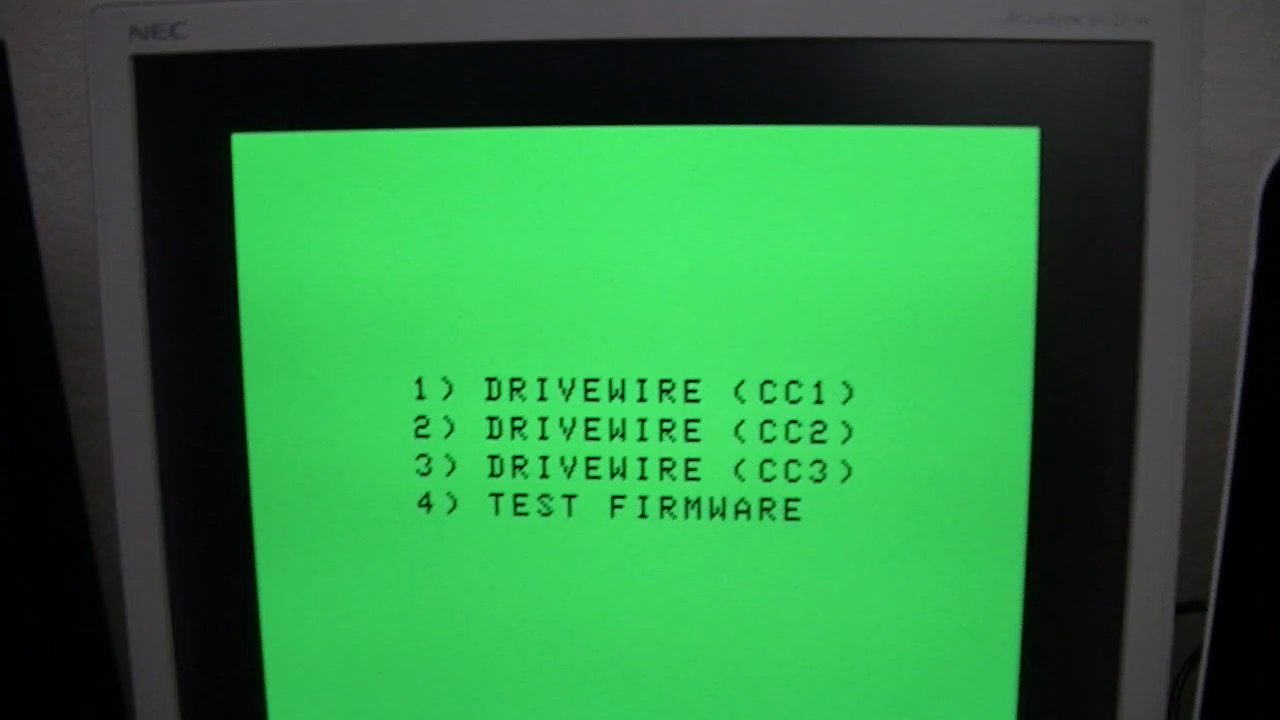 NEC
1) DRIVEWIRE (CC1)
2) DRIVEWIRE (CC2)
3) DRIVEWIRE (CC3)
4) TEST FIRMWARE